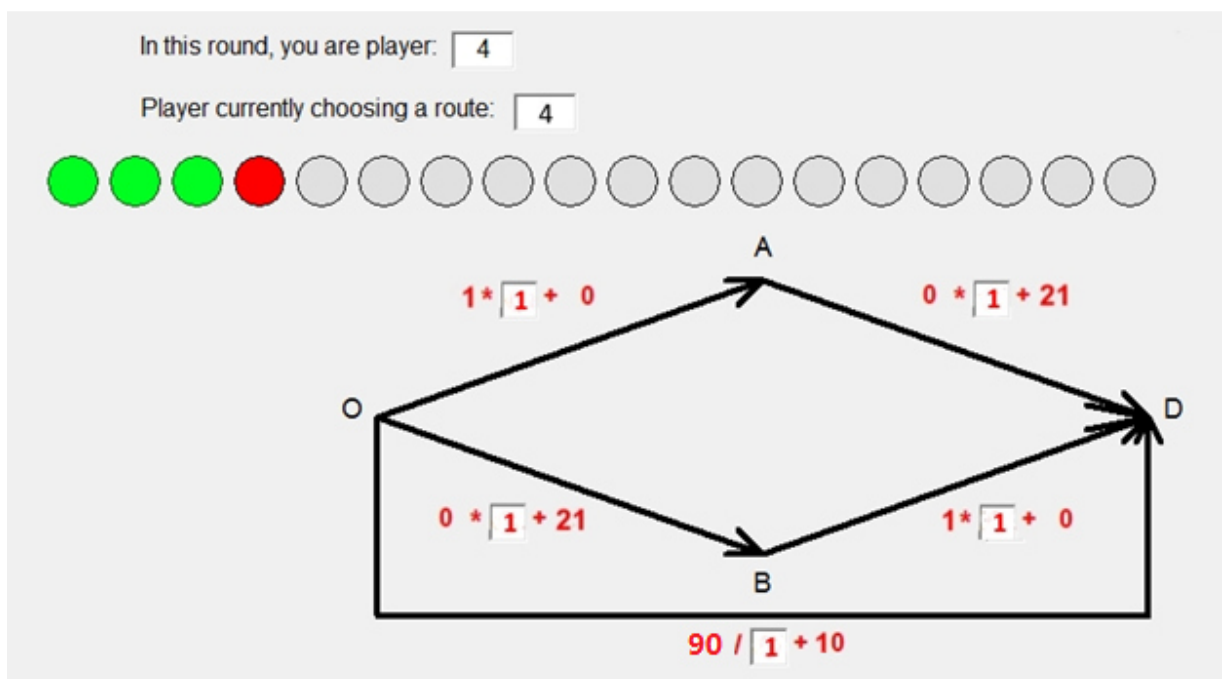 In this round, you are player: 4
Player currently choosing a route: 4
A
1 * 1 + 0
0 * 1 + 21
O
D
0 * 1 + 21
1 * 1 + 0
B
90 / 1 + 10